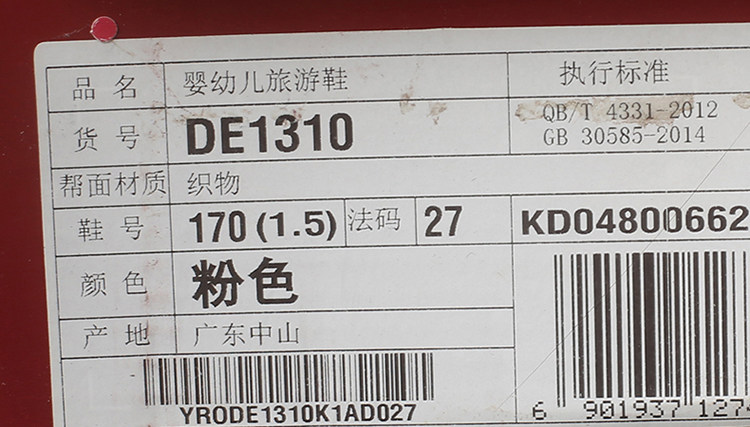 品 名 婴幼儿旅游鞋 执行标准
货 号 DE1310 QB/T 4331-2012
GB 30585-2014
帮面材质 织物
鞋 号 170(1.5) 法码 27 KD04800662
颜 色 粉色
产 地 广东中山
YRODE1310K1AD027
6 901937 127